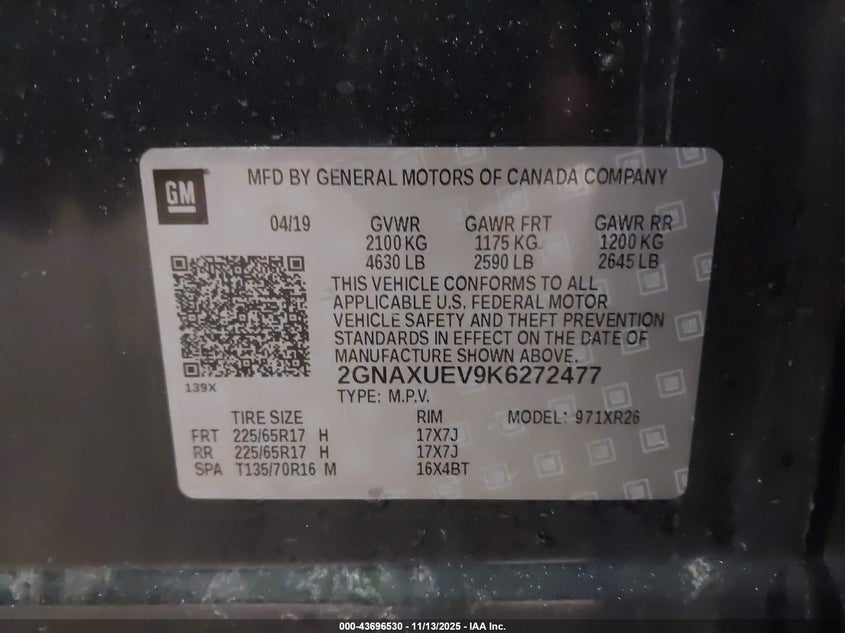 GM
MFD BY GENERAL MOTORS OF CANADA COMPANY
04/19 GVWR GAWR FRT GAWR RR
2100 KG 1175 KG 1200 KG
4630 LB 2590 LB 2645 LB
THIS VEHICLE CONFORMS TO ALL
APPLICABLE U.S. FEDERAL MOTOR
VEHICLE SAFETY AND THEFT PREVENTION
STANDARDS IN EFFECT ON THE DATE OF
MANUFACTURE SHOWN ABOVE.
139X
2GNAXUEV9K6272477
TYPE: M.P.V.
TIRE SIZE RIM MODEL: 971XR26
FRT 225/65R17 H 17X7J
RR 225/65R17 H 17X7J
SPA T135/70R16 M 16X4BT
000-43696530 - 11/13/2025 - IAA Inc.